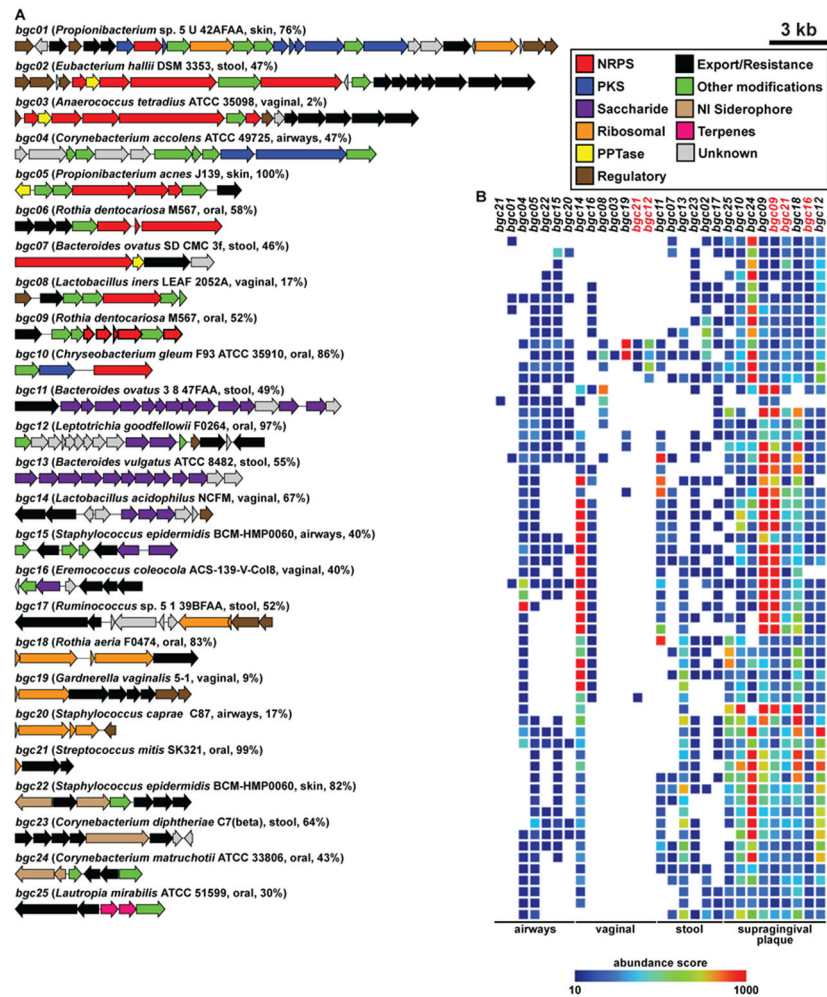 A
bgc01 (Propionibacterium sp. 5 U 42AFAA, skin, 76%)
3 kb
bgc02 (Eubacterium hallii DSM 3353, stool, 47%)
bgc03 (Anaerococcus tetradius ATCC 35098, vaginal, 2%)
bgc04 (Corynebacterium accolens ATCC 49725, airways, 47%)
bgc05 (Propionibacterium acnes J139, skin, 100%)
bgc06 (Rothia dentocariosa M567, oral, 58%)
bgc07 (Bacteroides ovatus SD CMC 3f, stool, 46%)
bgc08 (Lactobacillus iners LEAF 2052A, vaginal, 17%)
bgc09 (Rothia dentocariosa M567, oral, 52%)
bgc10 (Chryseobacterium gleum F93 ATCC 35910, oral, 86%)
bgc11 (Bacteroides ovatus 3 8 47FAA, stool, 49%)
bgc12 (Leptotrichia goodfellowii F0264, oral, 97%)
bgc13 (Bacteroides vulgatus ATCC 8482, stool, 55%)
bgc14 (Lactobacillus acidophilus NCFM, vaginal, 67%)
bgc15 (Staphylococcus epidermidis BCM-HMP0060, airways, 40%)
bgc16 (Eremococcus coleocola ACS-139-V-Col8, vaginal, 40%)
bgc17 (Ruminococcus sp. 5 1 39BFAA, stool, 52%)
bgc18 (Rothia aeria F0474, oral, 83%)
bgc19 (Gardnerella vaginalis 5-1, vaginal, 9%)
bgc20 (Staphylococcus caprae C87, airways, 17%)
bgc21 (Streptococcus mitis SK321, oral, 99%)
bgc22 (Staphylococcus epidermidis BCM-HMP0060, skin, 82%)
bgc23 (Corynebacterium diphtheriae C7(beta), stool, 64%)
bgc24 (Corynebacterium matruchotii ATCC 33806, oral, 43%)
bgc25 (Lautropia mirabilis ATCC 51599, oral, 30%)
NRPS
PKS
Saccharide
Ribosomal
PPTase
Regulatory
Export/Resistance
Other modifications
NI Siderophore
Terpenes
Unknown
B
bgc21
bgc01
bgc04
bgc05
bgc22
bgc15
bgc20
bgc14
bgc16
bgc08
bgc03
bgc19
bgc21
bgc12
bgc11
bgc07
bgc13
bgc23
bgc02
bgc17
bgc25
bgc10
bgc24
bgc09
bgc09
bgc21
bgc18
bgc16
bgc12
airways
vaginal
stool
supragingival
plaque
abundance score
10
1000